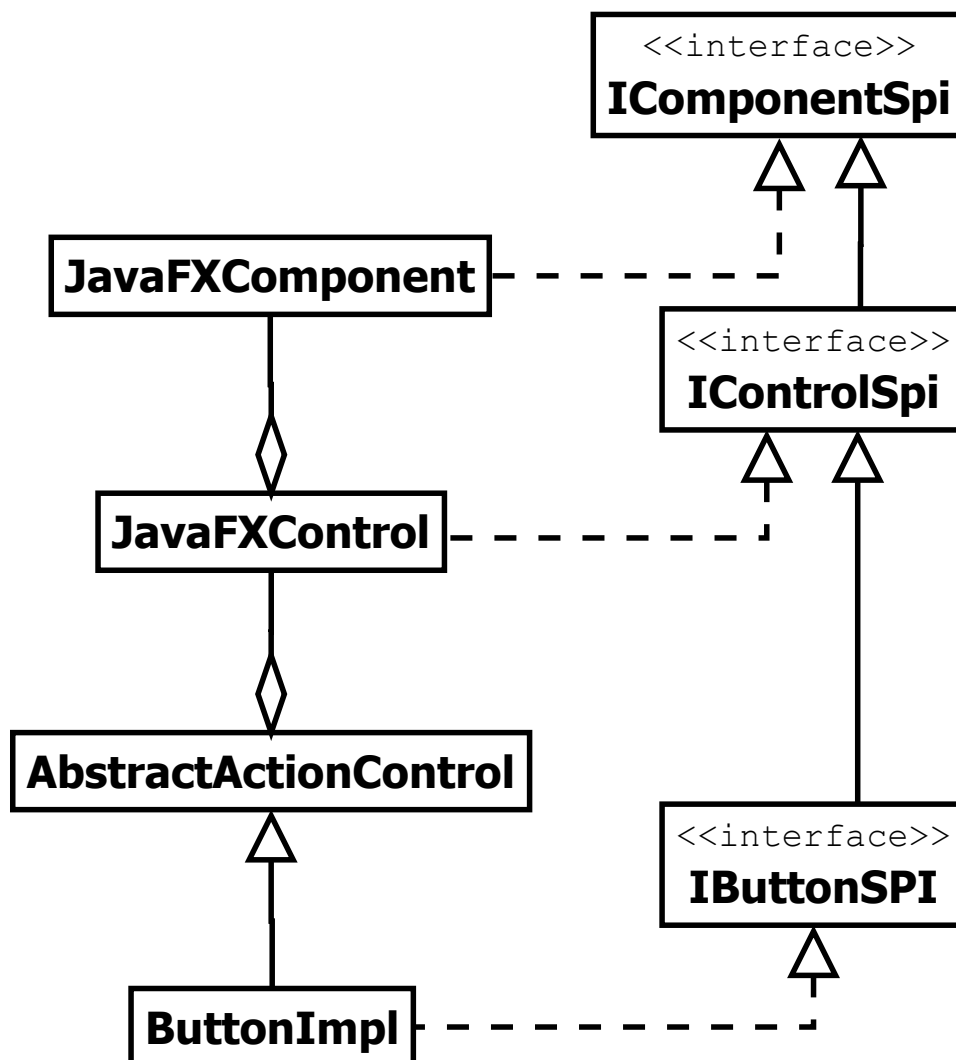 <<interface>>
IComponentSpi
JavaFXComponent
<<interface>>
IControlSpi
JavaFXControl
AbstractActionControl
<<interface>>
IButtonSPI
ButtonImpl